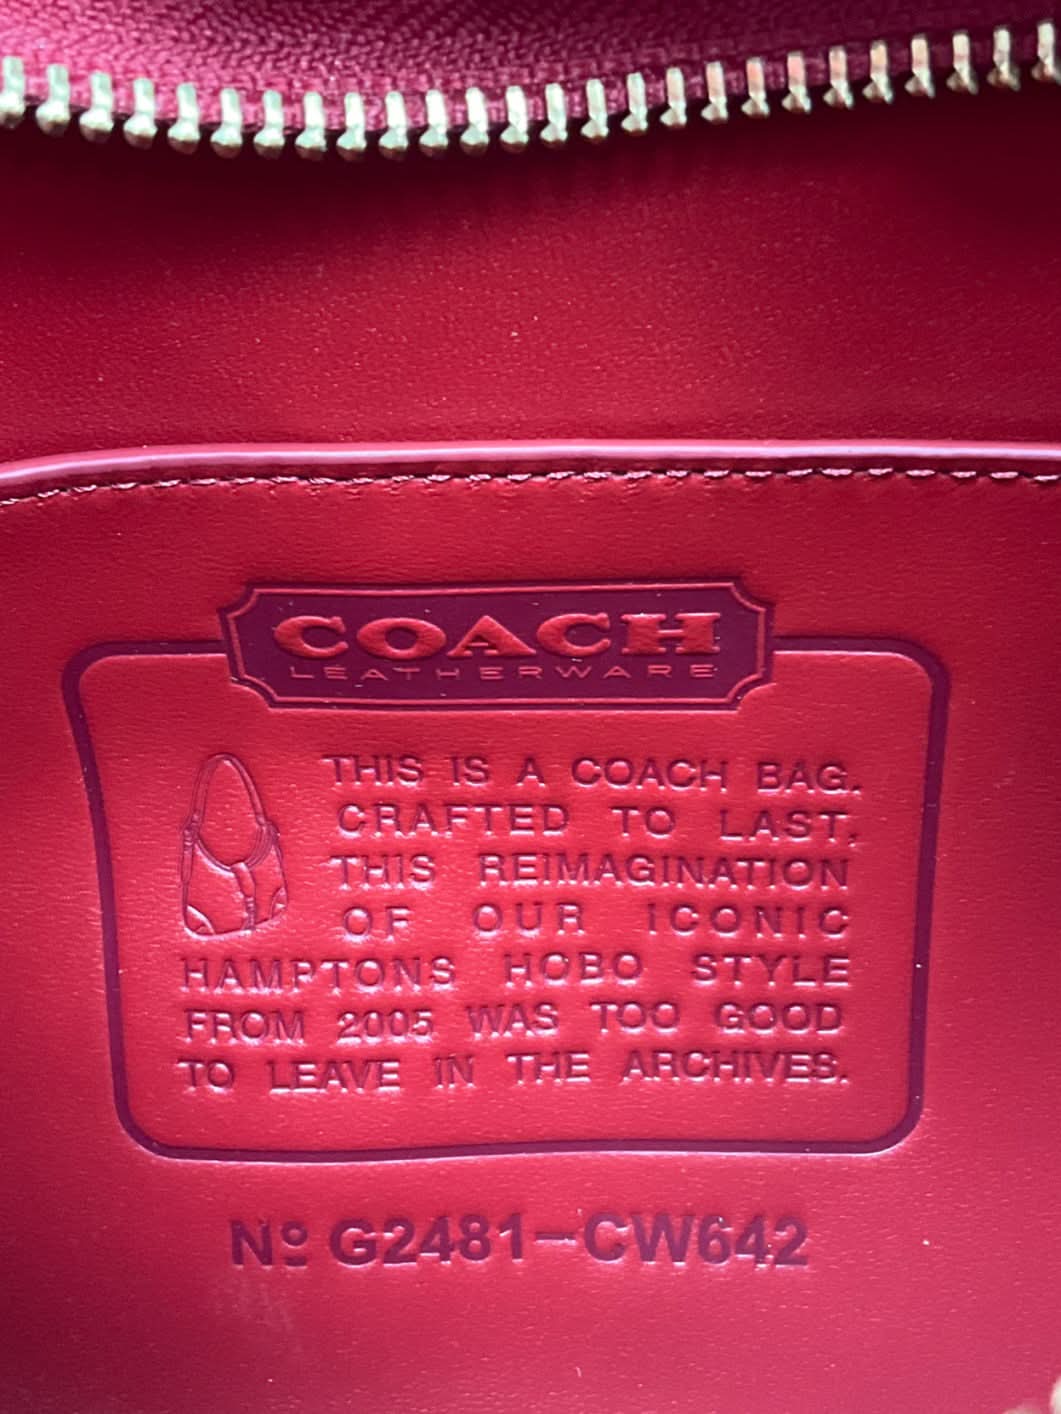 COACH
LEATHERWARE
THIS IS A COACH BAG.
CRAFTED TO LAST,
THIS REIMAGINATION
OF OUR ICONIC
HAMPTONS HOBO STYLE
FROM 2005 WAS TOO GOOD
TO LEAVE IN THE ARCHIVES.
Nº G2481-CW642